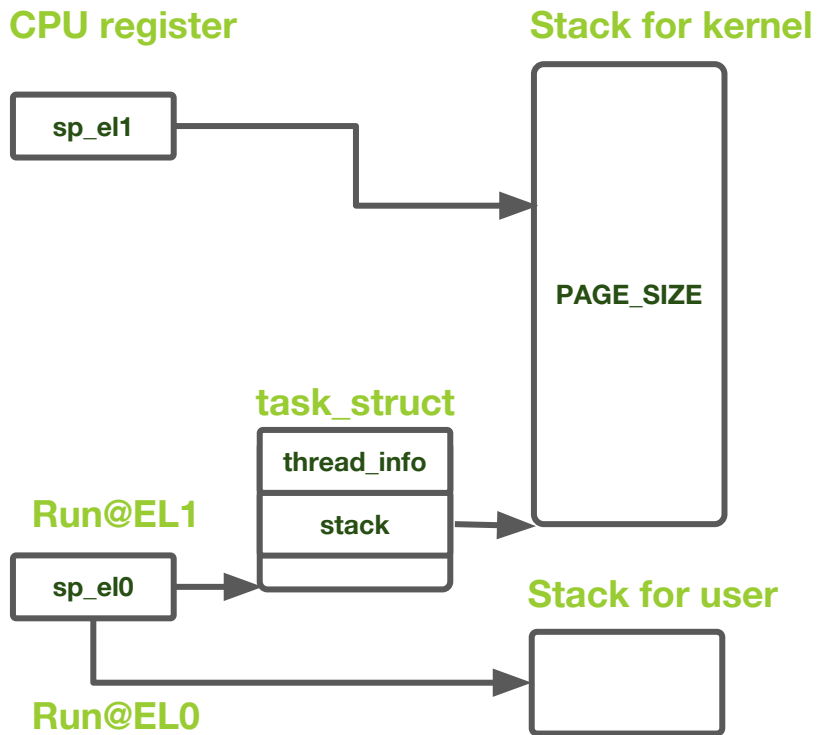 CPU register
Stack for kernel
sp_el1
PAGE_SIZE
task_struct
thread_info
Run@EL1
stack
sp_el0
Stack for user
Run@EL0